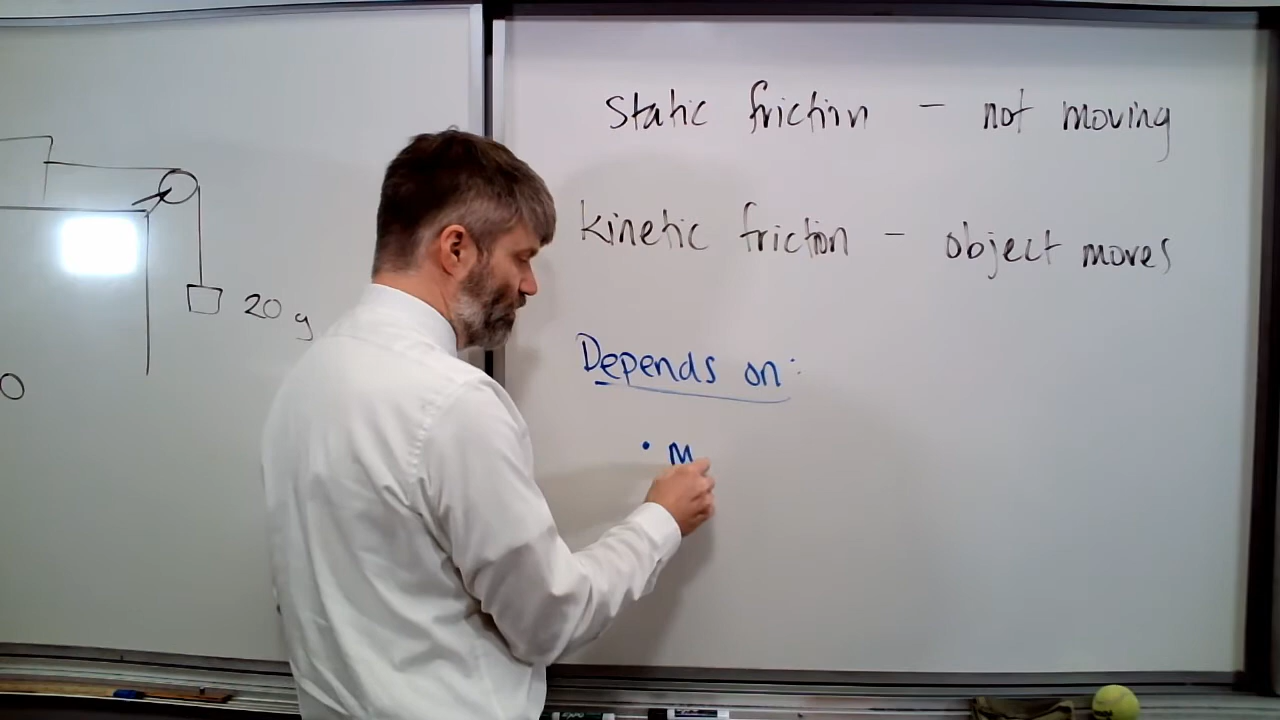 static friction – not moving
kinetic friction – object moves
Depends on:
• M
20 g